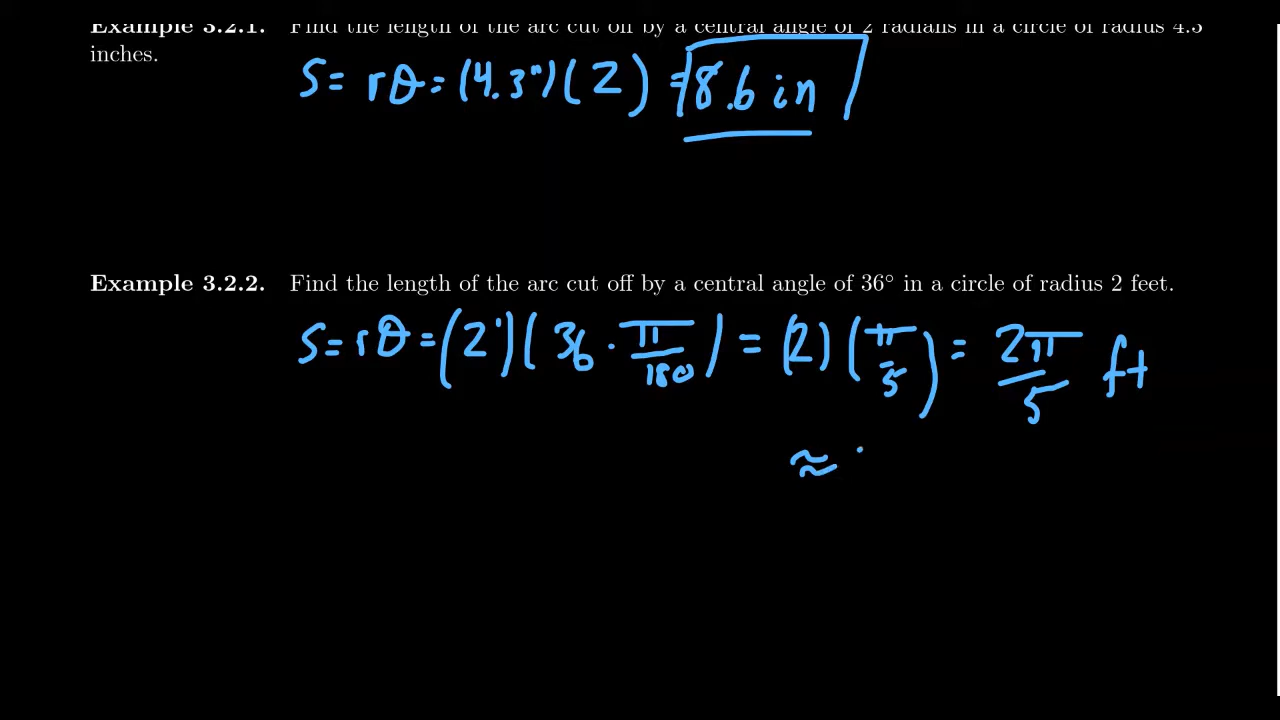 Example 3.2.1. Find the length of the arc cut off by a central angle of 2 radians in a circle of radius 4.3
inches.
S = rθ = (4.3")(2) = 8.6 in
Example 3.2.2. Find the length of the arc cut off by a central angle of 36° in a circle of radius 2 feet.
S = rθ = (2')(36 · π/180) = (2)(π/5) = 2π/5 ft
≈